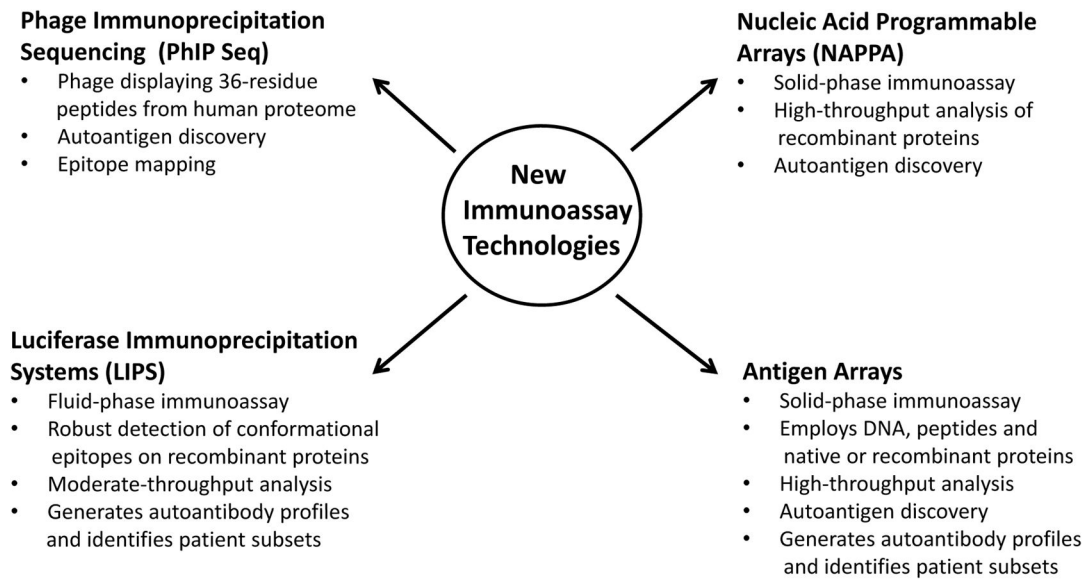 Phage Immunoprecipitation
Sequencing (PhIP Seq)
• Phage displaying 36-residue
peptides from human proteome
• Autoantigen discovery
• Epitope mapping
Nucleic Acid Programmable
Arrays (NAPPA)
• Solid-phase immunoassay
• High-throughput analysis of
recombinant proteins
• Autoantigen discovery
New
Immunoassay
Technologies
Luciferase Immunoprecipitation
Systems (LIPS)
• Fluid-phase immunoassay
• Robust detection of conformational
epitopes on recombinant proteins
• Moderate-throughput analysis
• Generates autoantibody profiles
and identifies patient subsets
Antigen Arrays
• Solid-phase immunoassay
• Employs DNA, peptides and
native or recombinant proteins
• High-throughput analysis
• Autoantigen discovery
• Generates autoantibody profiles
and identifies patient subsets